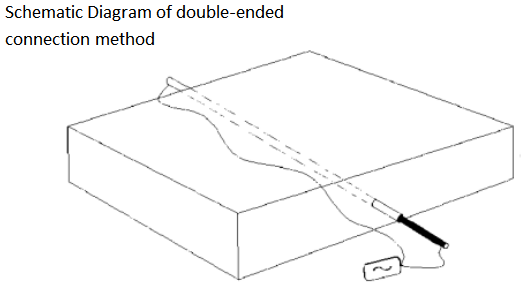 Schematic Diagram of double-ended
connection method